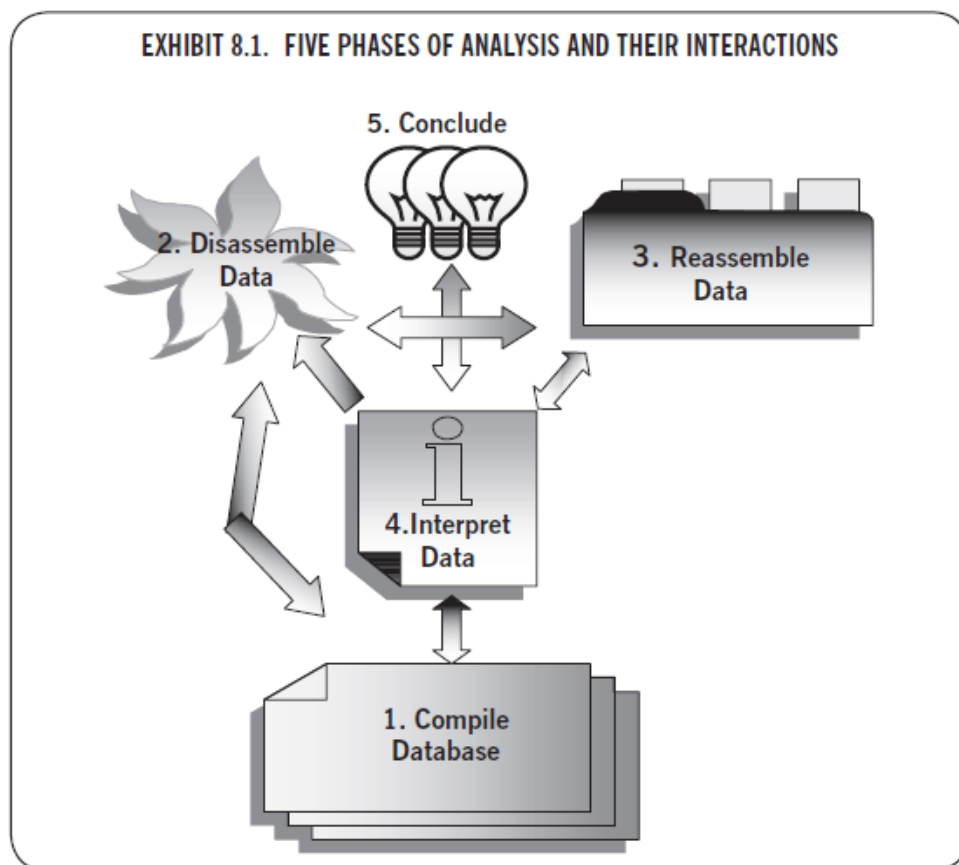 EXHIBIT 8.1. FIVE PHASES OF ANALYSIS AND THEIR INTERACTIONS
5. Conclude
2. Disassemble
Data
3. Reassemble
Data
4.Interpret
Data
1. Compile
Database